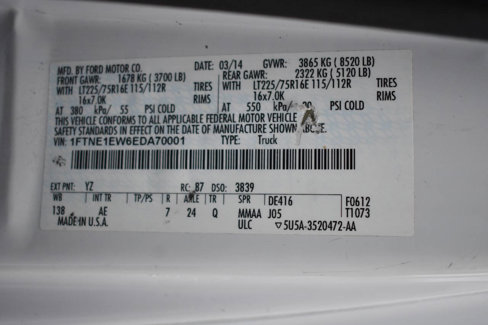 MFD. BY FORD MOTOR CO. DATE: 03/14 GVWR: 3865 KG ( 8520 LB)
FRONT GAWR: 1678 KG ( 3700 LB) REAR GAWR: 2322 KG ( 5120 LB)
WITH LT225/75R16E 115/112R TIRES WITH LT225/75R16E 115/112R TIRES
16x7.0K RIMS 16x7.0K RIMS
AT 380 kPa/ 55 PSI COLD AT 550 kPa/ PSI COLD
THIS VEHICLE CONFORMS TO ALL APPLICABLE FEDERAL MOTOR VEHICLE
SAFETY STANDARDS IN EFFECT ON THE DATE OF MANUFACTURE SHOWN ABOVE.
VIN: 1FTNE1EW6EDA70001 TYPE: Truck
EXT PNT: YZ RC: 87 DSO: 3839
WB INT TR TP/PS R AXLE TR SPR DE416 F0612
138 AE 7 24 Q MMAA J05 T1073
MADE IN U.S.A. ULC ▽5U5A-3520472-AA